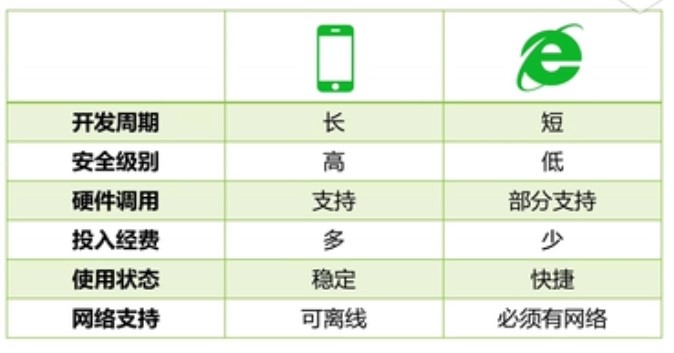 开发周期 长 短
安全级别 高 低
硬件调用 支持 部分支持
投入经费 多 少
使用状态 稳定 快捷
网络支持 可离线 必须有网络